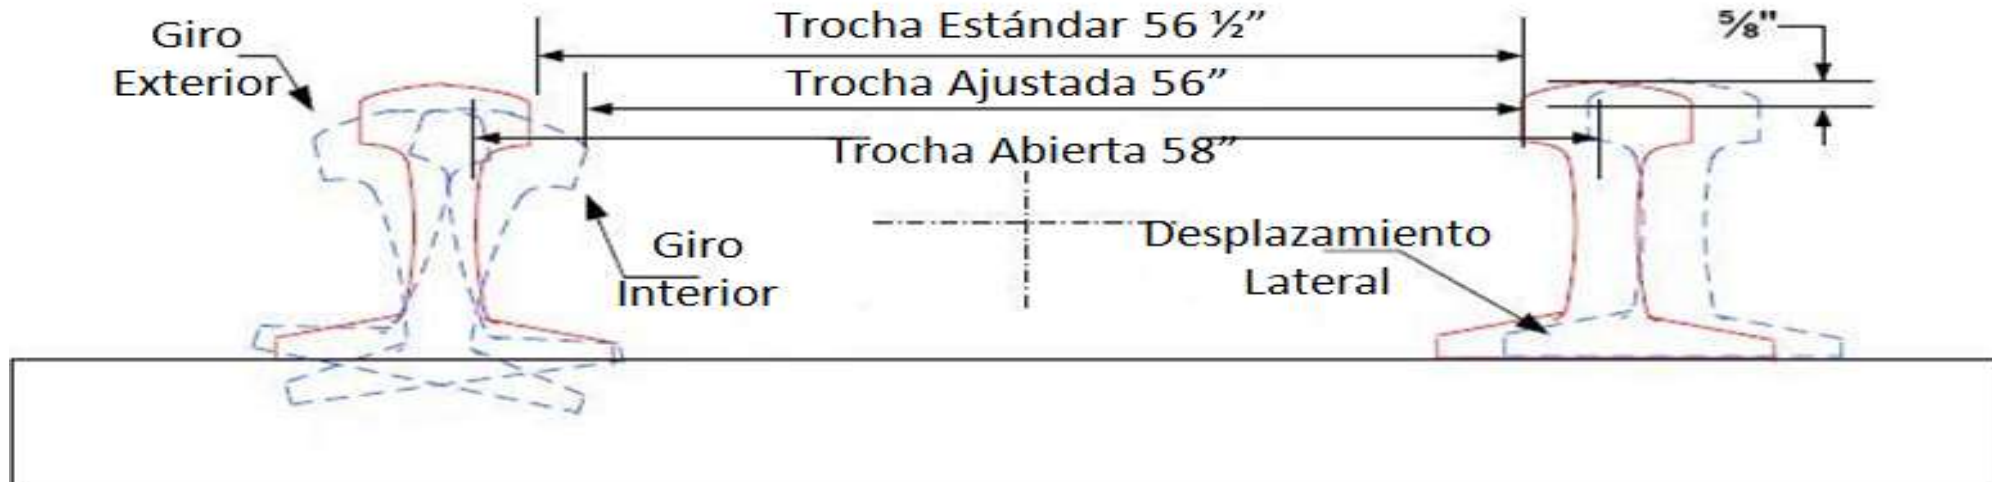 Giro
Exterior
Trocha Estándar 56 ½”
⅝"
Trocha Ajustada 56”
Trocha Abierta 58”
Giro
Interior
Desplazamiento
Lateral